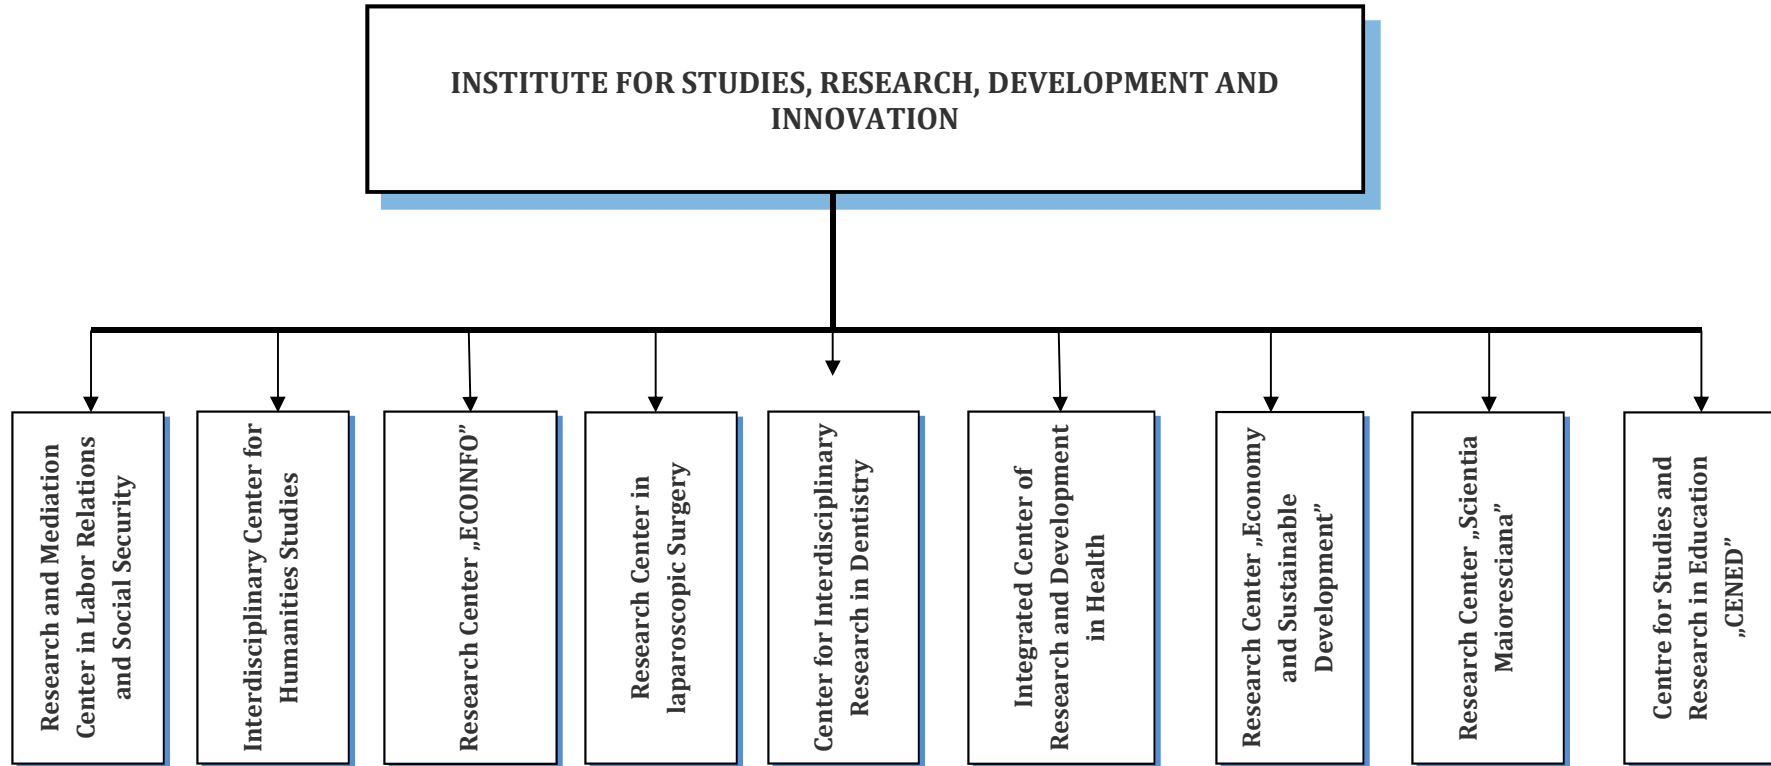 INSTITUTE FOR STUDIES, RESEARCH, DEVELOPMENT AND
INNOVATION
Research and Mediation
Center in Labor Relations
and Social Security
Interdisciplinary Center for
Humanities Studies
Research Center „ECOINFO”
Research Center in
laparoscopic Surgery
Center for Interdisciplinary
Research in Dentistry
Integrated Center of
Research and Development
in Health
Research Center „Economy
and Sustainable
Development”
Research Center „Scientia
Maioresciana”
Centre for Studies and
Research in Education
„CENED”